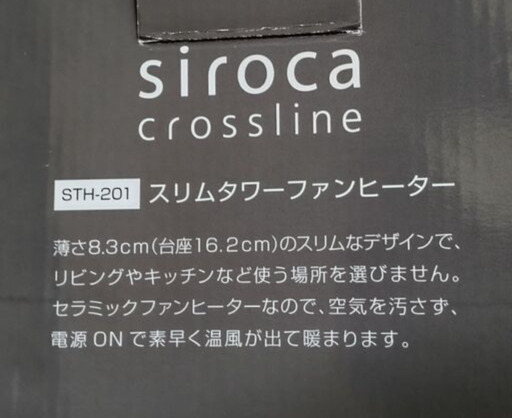 siroca
crossline
STH-201 スリムタワーファンヒーター
薄さ8.3cm(台座16.2cm)のスリムなデザインで、
リビングやキッチンなど使う場所を選びません。
セラミックファンヒーターなので、空気を汚さず、
電源ONで素早く温風が出て暖まります。